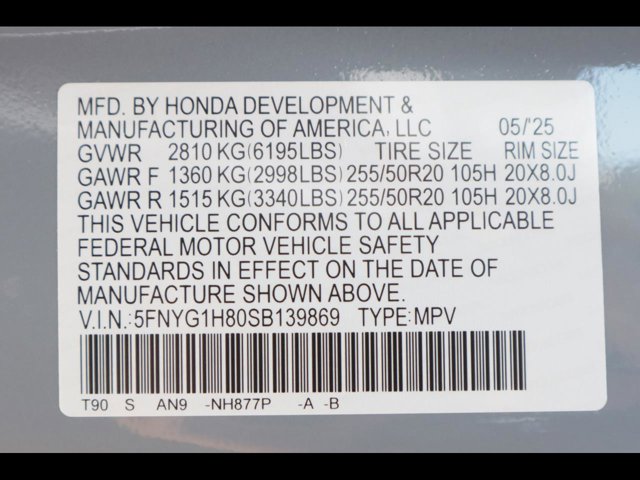 MFD. BY HONDA DEVELOPMENT &
MANUFACTURING OF AMERICA, LLC 05/'25
GVWR 2810 KG(6195LBS) TIRE SIZE RIM SIZE
GAWR F 1360 KG(2998LBS) 255/50R20 105H 20X8.0J
GAWR R 1515 KG(3340LBS) 255/50R20 105H 20X8.0J
THIS VEHICLE CONFORMS TO ALL APPLICABLE
FEDERAL MOTOR VEHICLE SAFETY
STANDARDS IN EFFECT ON THE DATE OF
MANUFACTURE SHOWN ABOVE.
V.I.N.:5FNYG1H80SB139869 TYPE:MPV
T90 S AN9 -NH877P -A -B